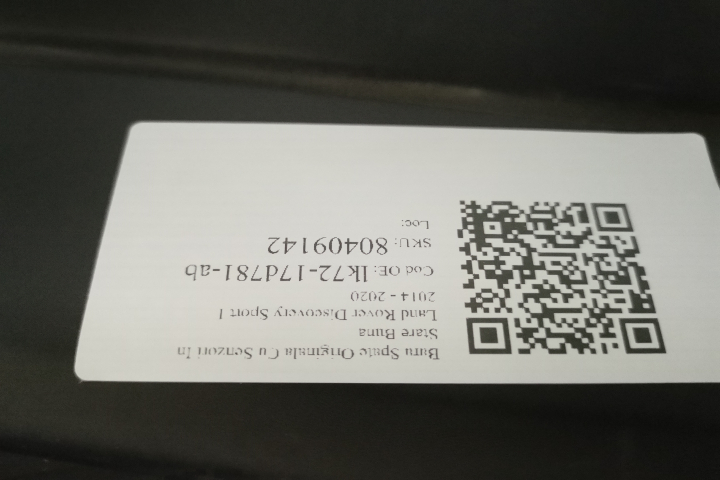 Bara Spate Originala Cu Senzori In
Stare Buna
Land Rover Discovery Sport 1
2014 - 2020
Cod OE: lk72-17d781-ab
SKU: 80409142
Loc: